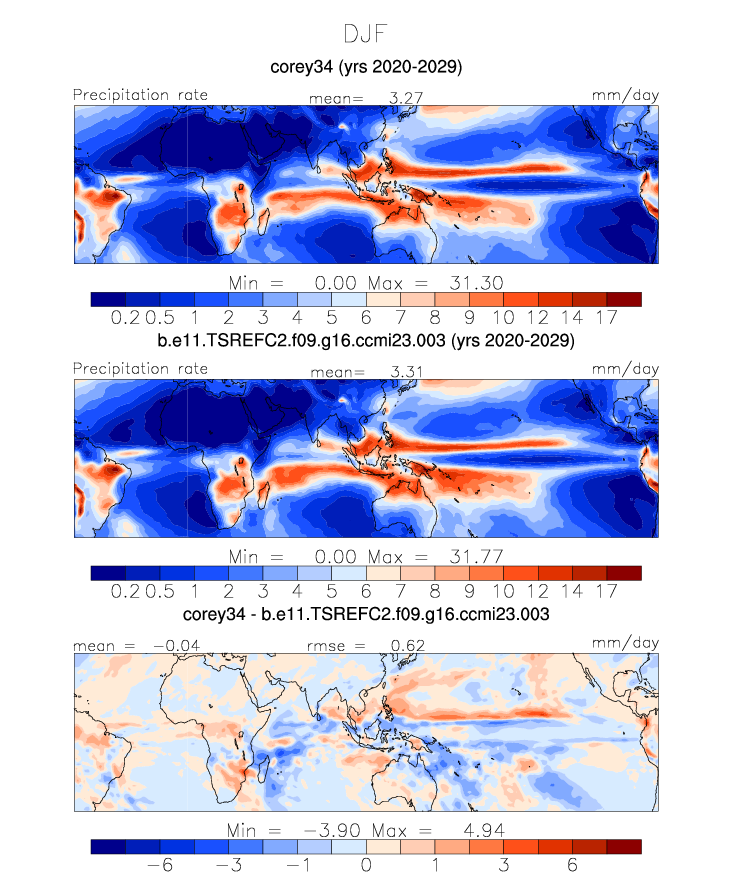 DJF
corey34 (yrs 2020-2029)
Precipitation rate mean= 3.27 mm/day
Min = 0.00 Max = 31.30
0.2 0.5 1 2 3 4 5 6 7 8 9 10 12 14 17
b.e11.TSREFC2.f09.g16.ccmi23.003 (yrs 2020-2029)
Precipitation rate mean= 3.31 mm/day
Min = 0.00 Max = 31.77
0.2 0.5 1 2 3 4 5 6 7 8 9 10 12 14 17
corey34 - b.e11.TSREFC2.f09.g16.ccmi23.003
mean = -0.04 rmse = 0.62 mm/day
Min = -3.90 Max = 4.94
-6 -3 -1 0 1 3 6